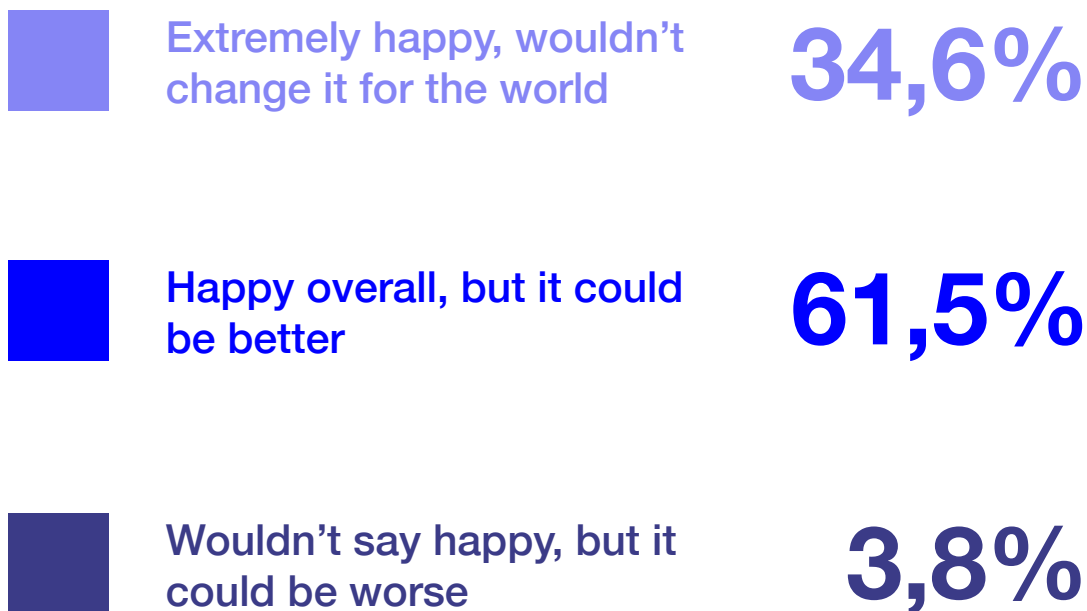 Extremely happy, wouldn’t
change it for the world
34,6%
Happy overall, but it could
be better
61,5%
Wouldn’t say happy, but it
could be worse
3,8%